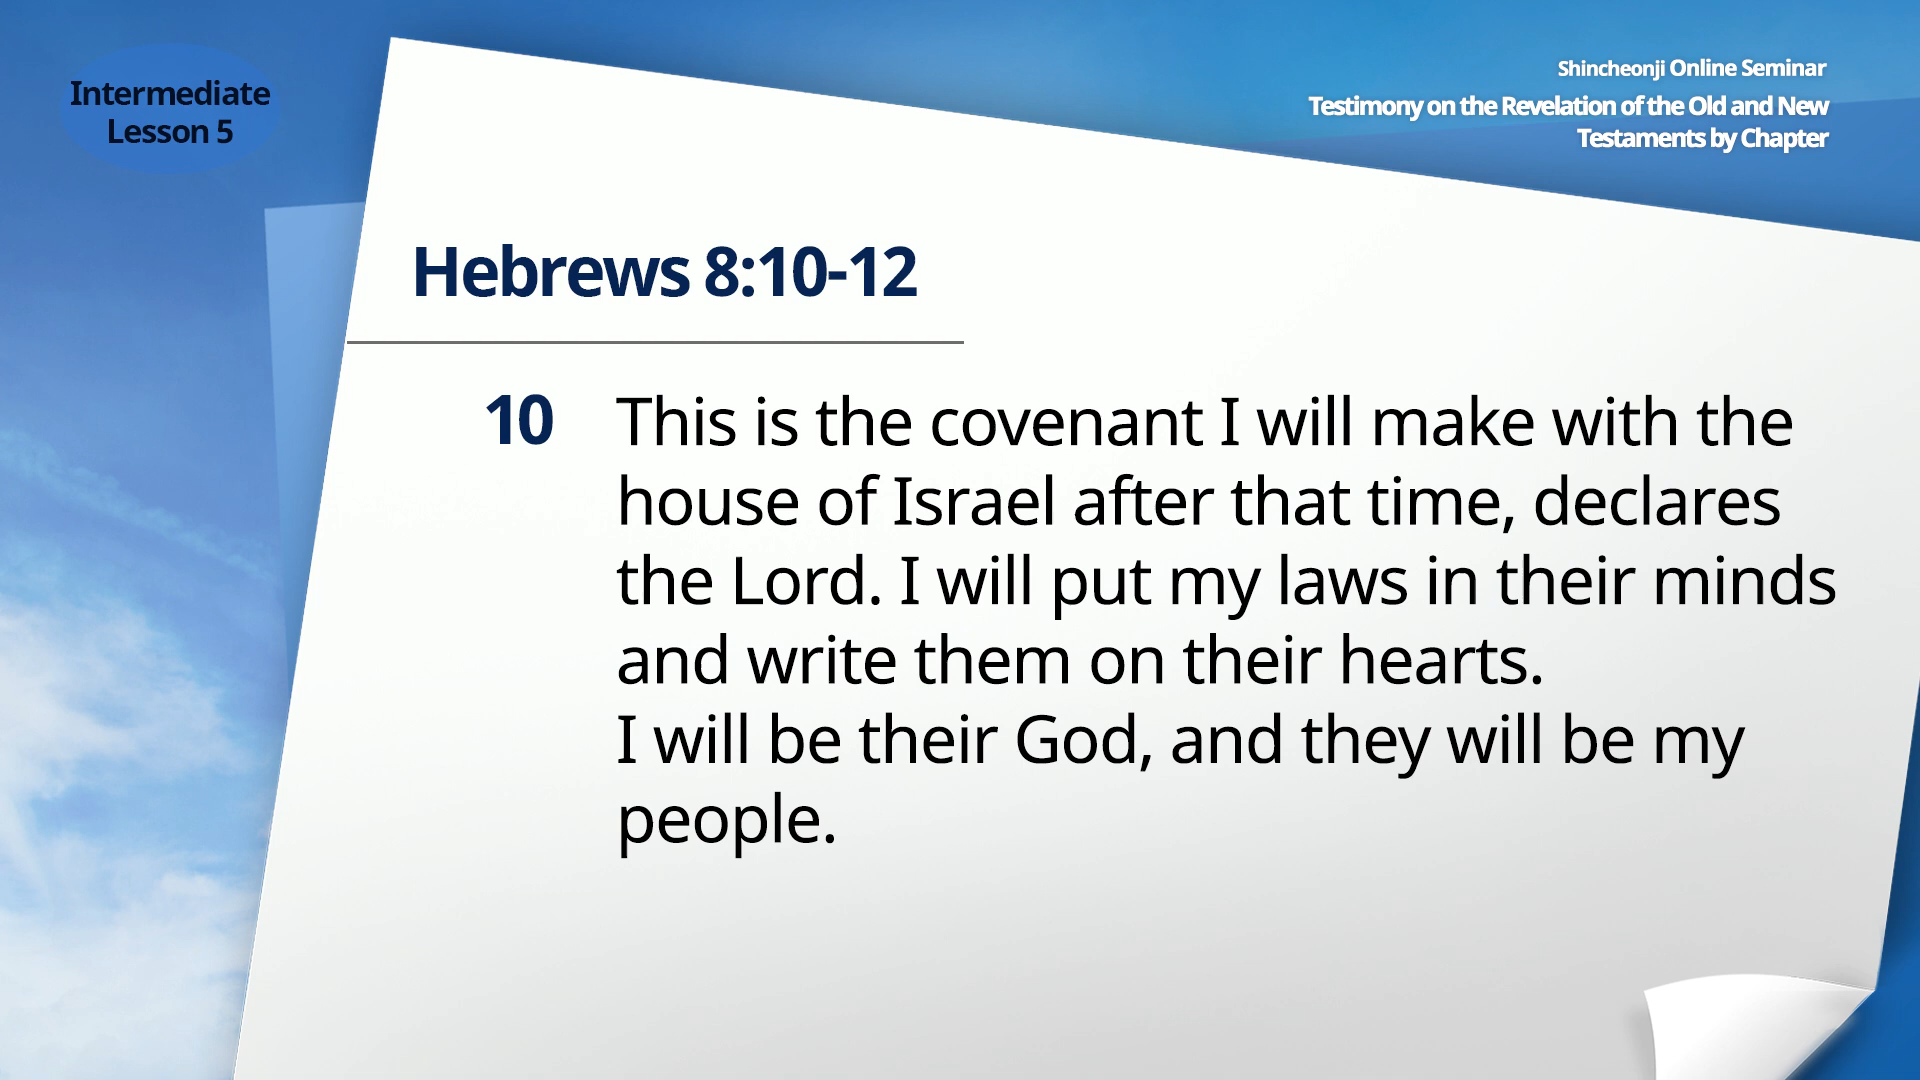 Intermediate
Lesson 5
Shincheonji Online Seminar
Testimony on the Revelation of the Old and New
Testaments by Chapter
Hebrews 8:10-12
10 This is the covenant I will make with the
house of Israel after that time, declares
the Lord. I will put my laws in their minds
and write them on their hearts.
I will be their God, and they will be my
people.